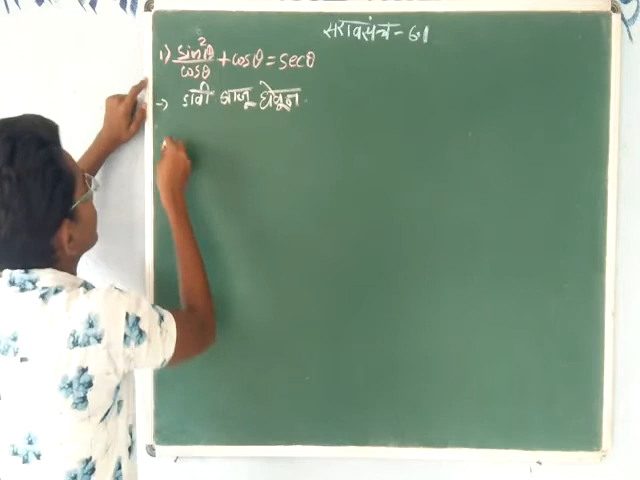 सरावसंच - 6.1
1) sin²θ/cosθ + cosθ = secθ
→ डावी बाजू घेऊन